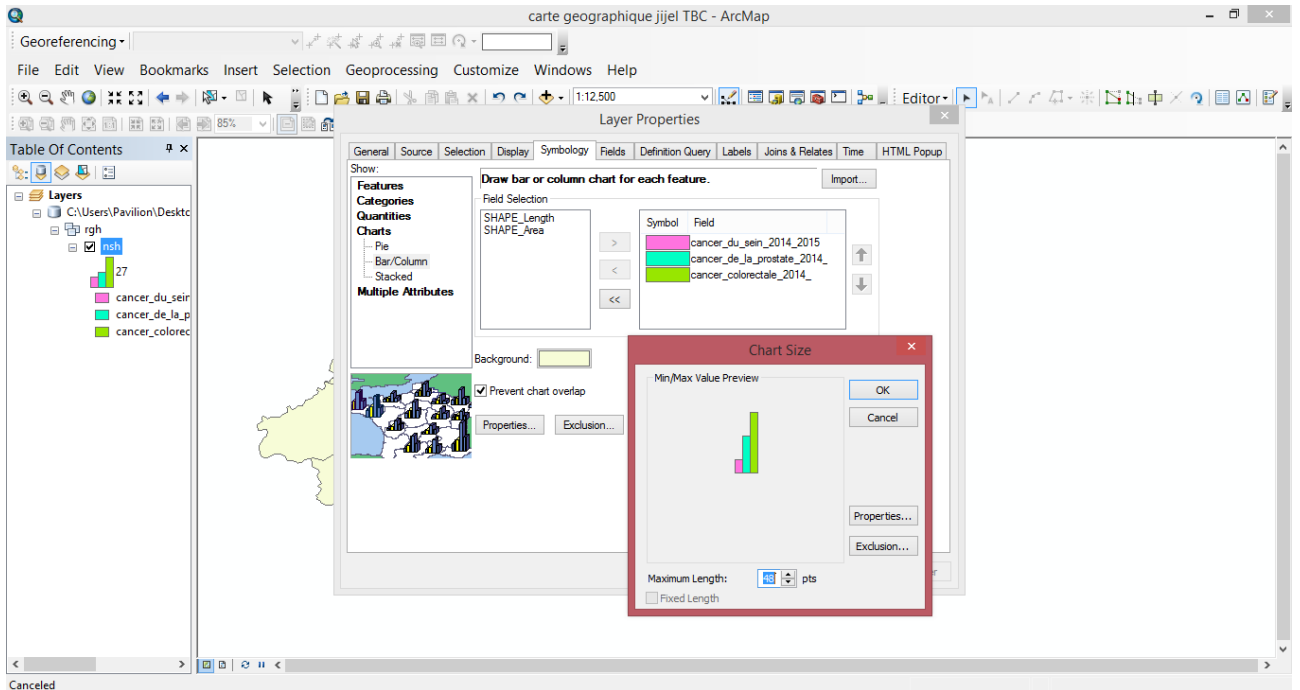 carte geographique jijel TBC - ArcMap
Georeferencing
File Edit View Bookmarks Insert Selection Geoprocessing Customize Windows Help
1:12,500
Editor
85%
Layer Properties
Table Of Contents
General Source Selection Display Symbology Fields Definition Query Labels Joins & Relates Time HTML Popup
Show:
Features
Categories
Quantities
Charts
Pie
Bar/Column
Stacked
Multiple Attributes
Draw bar or column chart for each feature.
Import...
Field Selection
SHAPE_Length
SHAPE_Area
>
<
<<
Symbol Field
cancer_du_sein_2014_2015
cancer_de_la_prostate_2014_
cancer_colorectale_2014_
Layers
C:\Users\Pavilion\Desktc
rgh
nsh
27
cancer_du_seir
cancer_de_la_p
cancer_colorec
Background:
Prevent chart overlap
Properties... Exclusion...
Chart Size
Min/Max Value Preview
OK
Cancel
Properties...
Exclusion...
Maximum Length: 48 pts
Fixed Length
Canceled